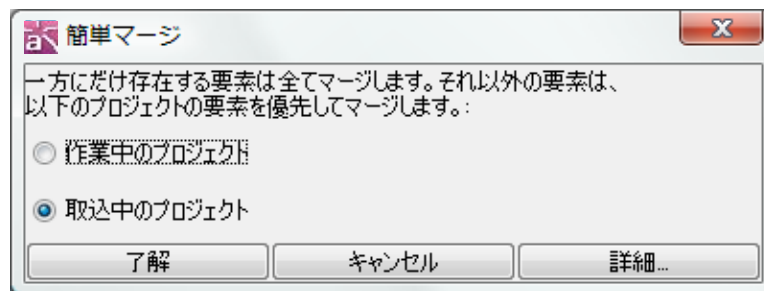 簡単マージ
一方にだけ存在する要素は全てマージします。それ以外の要素は、
以下のプロジェクトの要素を優先してマージします。:
作業中のプロジェクト
取込中のプロジェクト
了解 キャンセル 詳細...